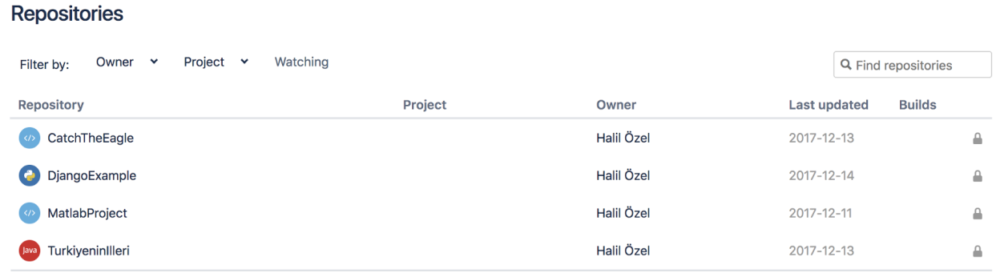 Repositories
Filter by: Owner Project Watching Find repositories
Repository Project Owner Last updated Builds
</> CatchTheEagle Halil Özel 2017-12-13
DjangoExample Halil Özel 2017-12-14
</> MatlabProject Halil Özel 2017-12-11
Java TurkiyeninIlleri Halil Özel 2017-12-13